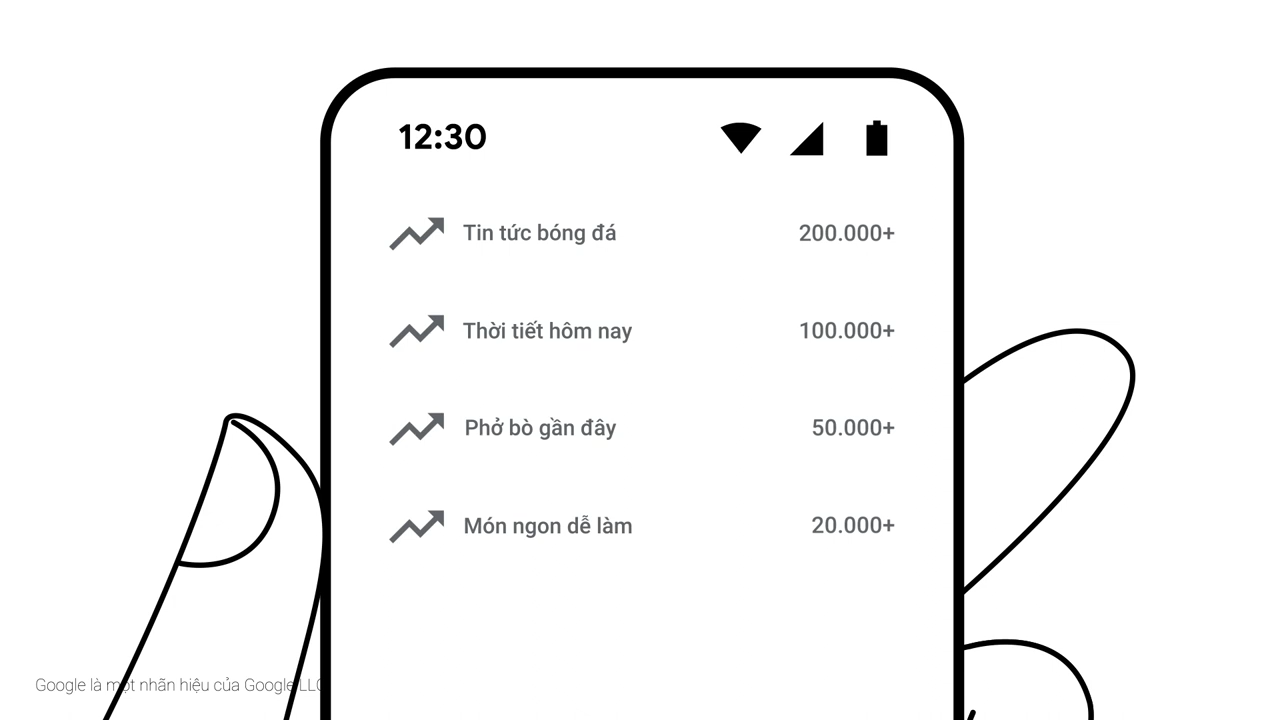 12:30
Tin tức bóng đá 200.000+
Thời tiết hôm nay 100.000+
Phở bò gần đây 50.000+
Món ngon dễ làm 20.000+
Google là một nhãn hiệu của Google LLC